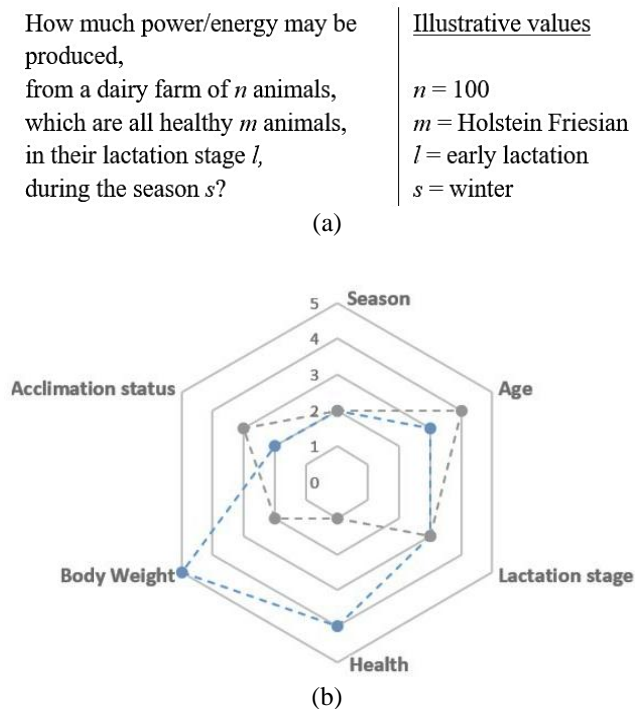 How much power/energy may be
produced,
from a dairy farm of n animals,
which are all healthy m animals,
in their lactation stage l,
during the season s?
Illustrative values
n = 100
m = Holstein Friesian
l = early lactation
s = winter
(a)
5 Season
4
Acclimation status
Age
3
2
1
0
Body Weight
Lactation stage
Health
(b)